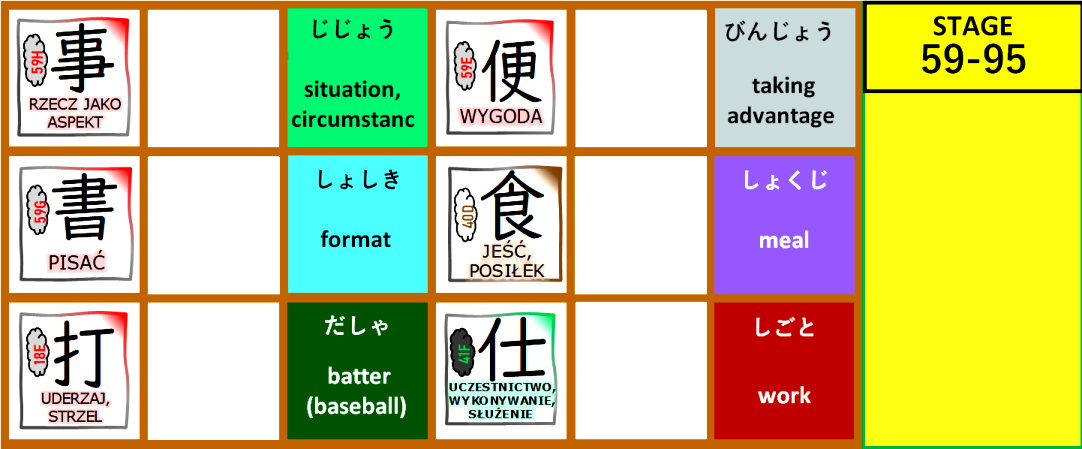 事
59H
RZECZ JAKO
ASPEKT
じじょう
situation,
circumstanc
便
59E
WYGODA
びんじょう
taking
advantage
STAGE
59-95
書
59G
PISAĆ
しょしき
format
食
40D
JEŚĆ,
POSIŁEK
しょくじ
meal
打
18E
UDERZAJ,
STRZEL
だしゃ
batter
(baseball)
仕
41F
UCZESTNICTWO,
WYKONYWANIE,
SŁUŻENIE
しごと
work